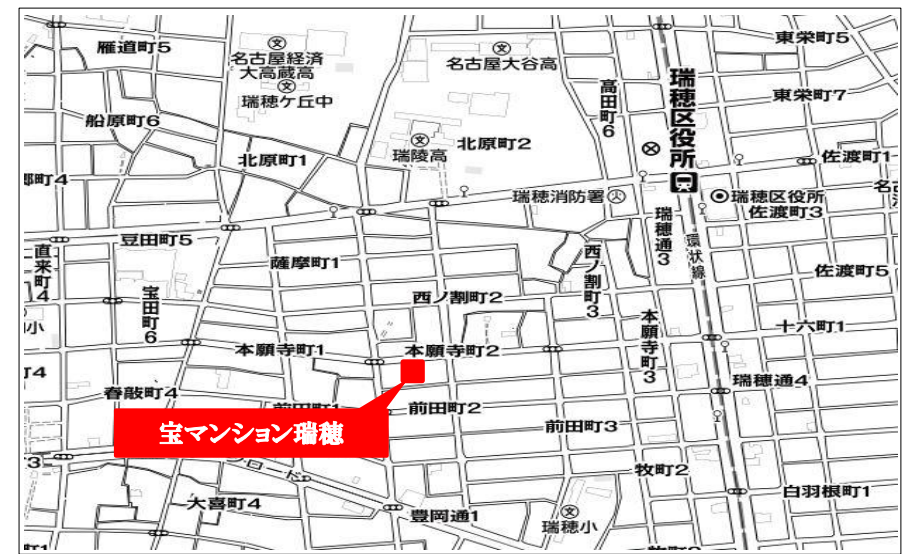 雁道町5
名古屋経済
大高蔵高
瑞穂ケ丘中
名古屋大谷高
東栄町5
高田町6
瑞穂区役所
東栄町7
船原町6
瑞陵高
北原町2
北原町1
佐渡町1
町4
瑞穂消防署
瑞穂区役所
佐渡町3
瑞穂通3
環状線
豆田町5
直来町4
薩摩町1
西ノ割町3
佐渡町5
宝田町6
西ノ割町2
本願寺町3
十六町1
小
本願寺町1
本願寺町2
瑞穂通4
春敲町4
前田町2
宝マンション瑞穂
前田町3
ロード
牧町2
大喜町4
豊岡通1
瑞穂小
白羽根町1